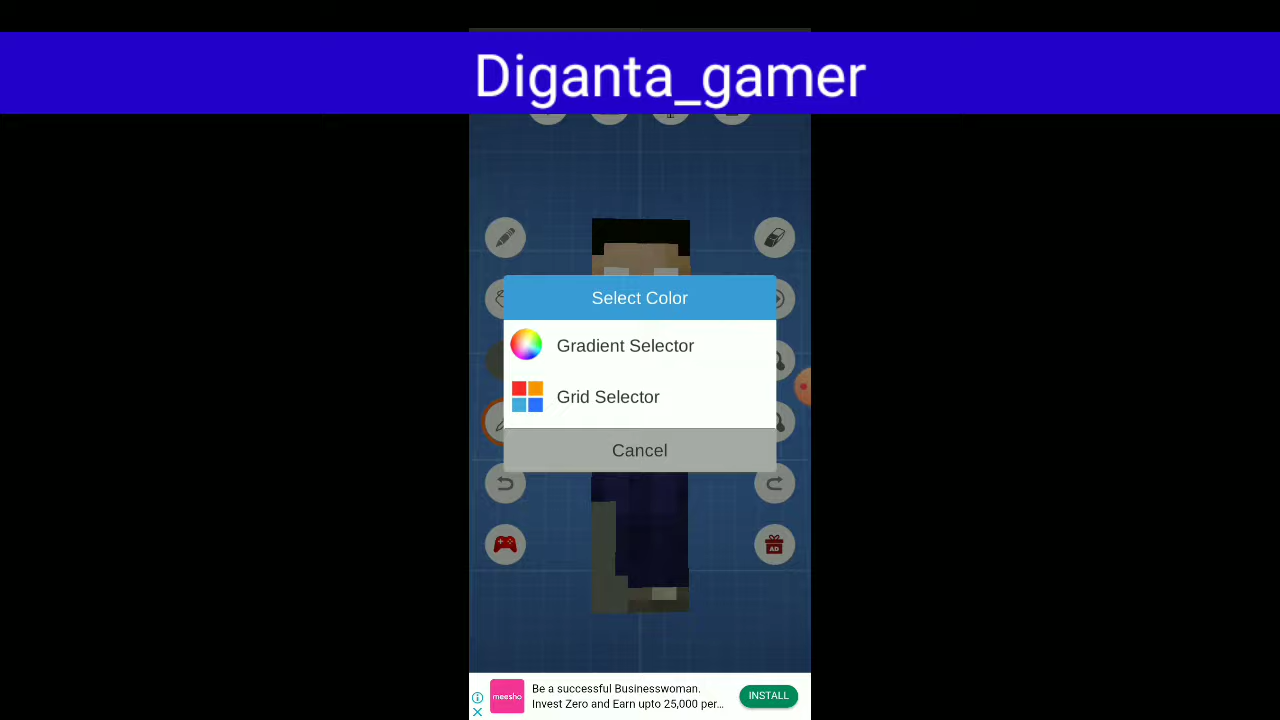 Diganta_gamer
Select Color
Gradient Selector
Grid Selector
Cancel
AD
meesho
Be a successful Businesswoman.
Invest Zero and Earn upto 25,000 per...
INSTALL